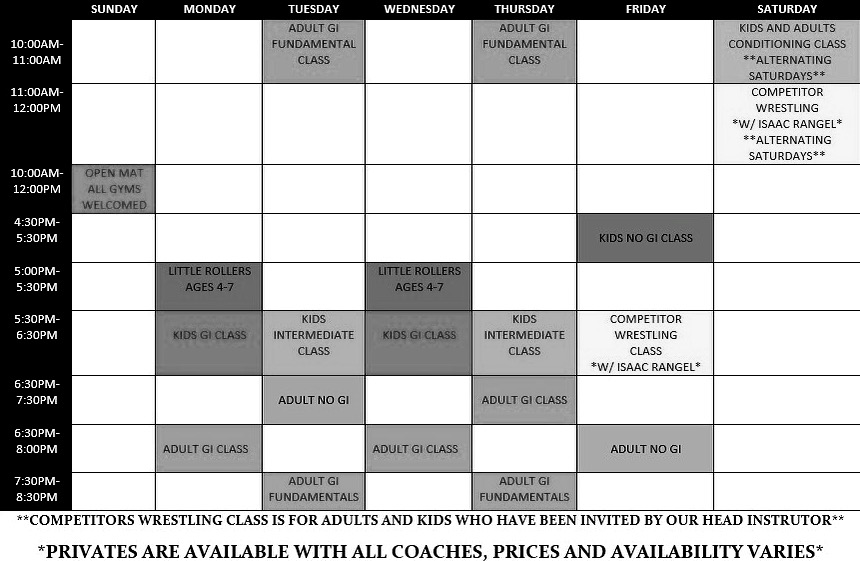 SUNDAY MONDAY TUESDAY WEDNESDAY THURSDAY FRIDAY SATURDAY
10:00AM-
11:00AM
ADULT GI
FUNDAMENTAL
CLASS
ADULT GI
FUNDAMENTAL
CLASS
KIDS AND ADULTS
CONDITIONING CLASS
**ALTERNATING
SATURDAYS**
11:00AM-
12:00PM
COMPETITOR
WRESTLING
*W/ ISAAC RANGEL*
**ALTERNATING
SATURDAYS**
10:00AM-
12:00PM
OPEN MAT
ALL GYMS
WELCOMED
4:30PM-
5:30PM
KIDS NO GI CLASS
5:00PM-
5:30PM
LITTLE ROLLERS
AGES 4-7
LITTLE ROLLERS
AGES 4-7
5:30PM-
6:30PM
KIDS GI CLASS
KIDS
INTERMEDIATE
CLASS
KIDS GI CLASS
KIDS
INTERMEDIATE
CLASS
COMPETITOR
WRESTLING
CLASS
*W/ ISAAC RANGEL*
6:30PM-
7:30PM
ADULT NO GI
ADULT GI CLASS
6:30PM-
8:00PM
ADULT GI CLASS
ADULT GI CLASS
ADULT NO GI
7:30PM-
8:30PM
ADULT GI
FUNDAMENTALS
ADULT GI
FUNDAMENTALS
**COMPETITORS WRESTLING CLASS IS FOR ADULTS AND KIDS WHO HAVE BEEN INVITED BY OUR HEAD INSTRUTOR**
*PRIVATES ARE AVAILABLE WITH ALL COACHES, PRICES AND AVAILABILITY VARIES*